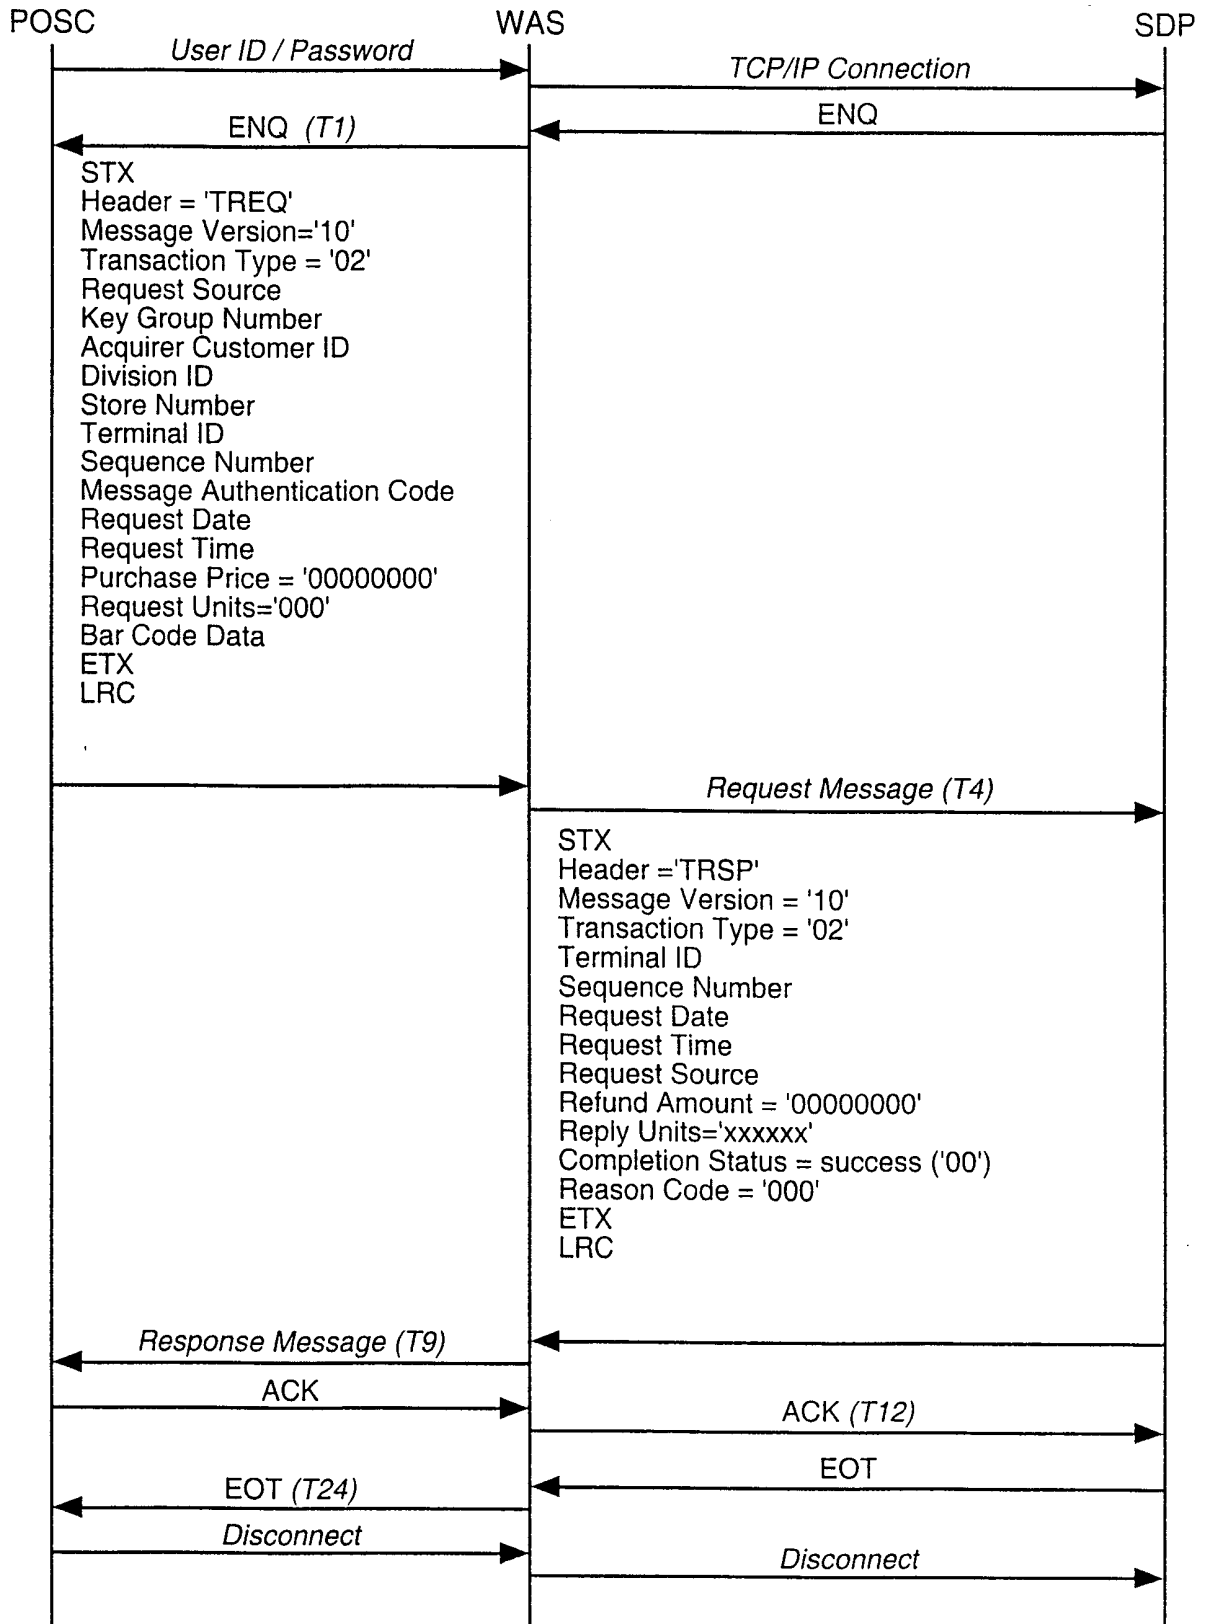 POSC WAS SDP
User ID / Password
TCP/IP Connection
ENQ
ENQ (T1)
STX
Header = 'TREQ'
Message Version='10'
Transaction Type = '02'
Request Source
Key Group Number
Acquirer Customer ID
Division ID
Store Number
Terminal ID
Sequence Number
Message Authentication Code
Request Date
Request Time
Purchase Price = '00000000'
Request Units='000'
Bar Code Data
ETX
LRC
Request Message (T4)
STX
Header ='TRSP'
Message Version = '10'
Transaction Type = '02'
Terminal ID
Sequence Number
Request Date
Request Time
Request Source
Refund Amount = '00000000'
Reply Units='xxxxxx'
Completion Status = success ('00')
Reason Code = '000'
ETX
LRC
Response Message (T9)
ACK
ACK (T12)
EOT
EOT (T24)
Disconnect
Disconnect